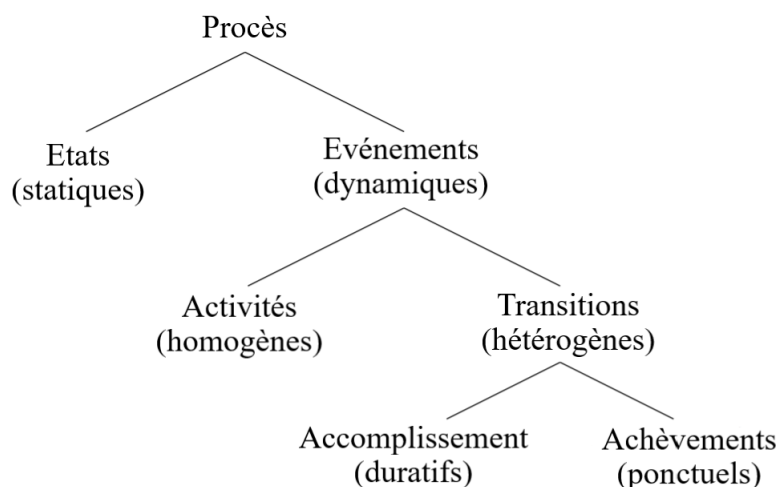 Procès
Etats
(statiques)
Evénements
(dynamiques)
Activités
(homogènes)
Transitions
(hétérogènes)
Accomplissement
(duratifs)
Achèvements
(ponctuels)